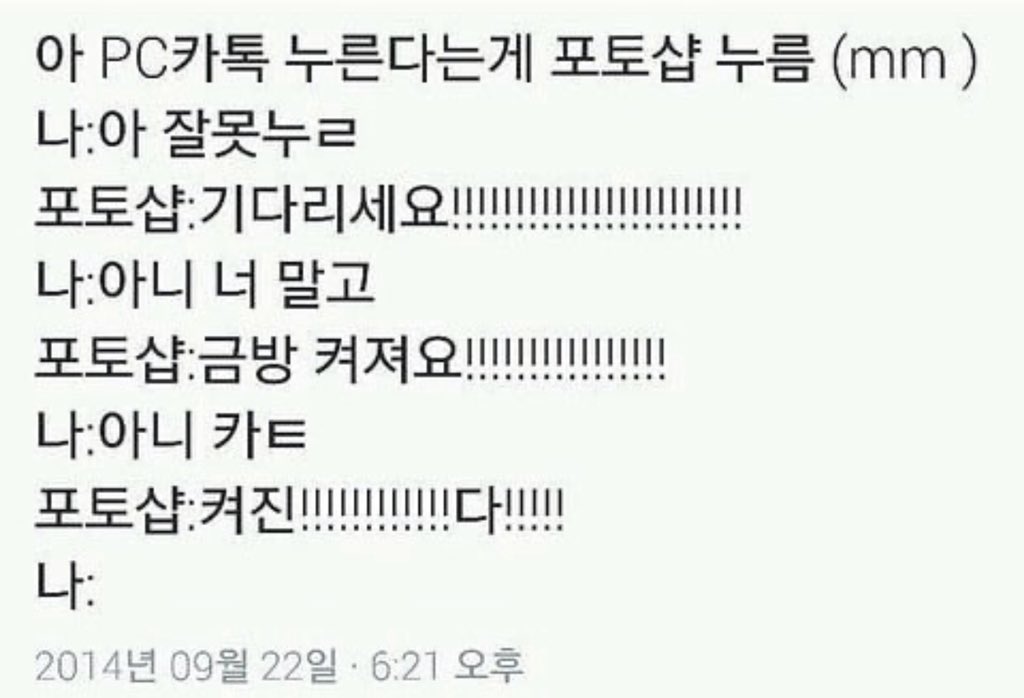 아 PC카톡 누른다는게 포토샵 누름 (mm )
나:아 잘못누ㄹ
포토샵:기다리세요!!!!!!!!!!!!!!!!!!!!!!!
나:아니 너 말고
포토샵:금방 켜져요!!!!!!!!!!!!!!!!
나:아니 카ㅌ
포토샵:켜진!!!!!!!!!!!!다!!!!!
나:
2014년 09월 22일 · 6:21 오후